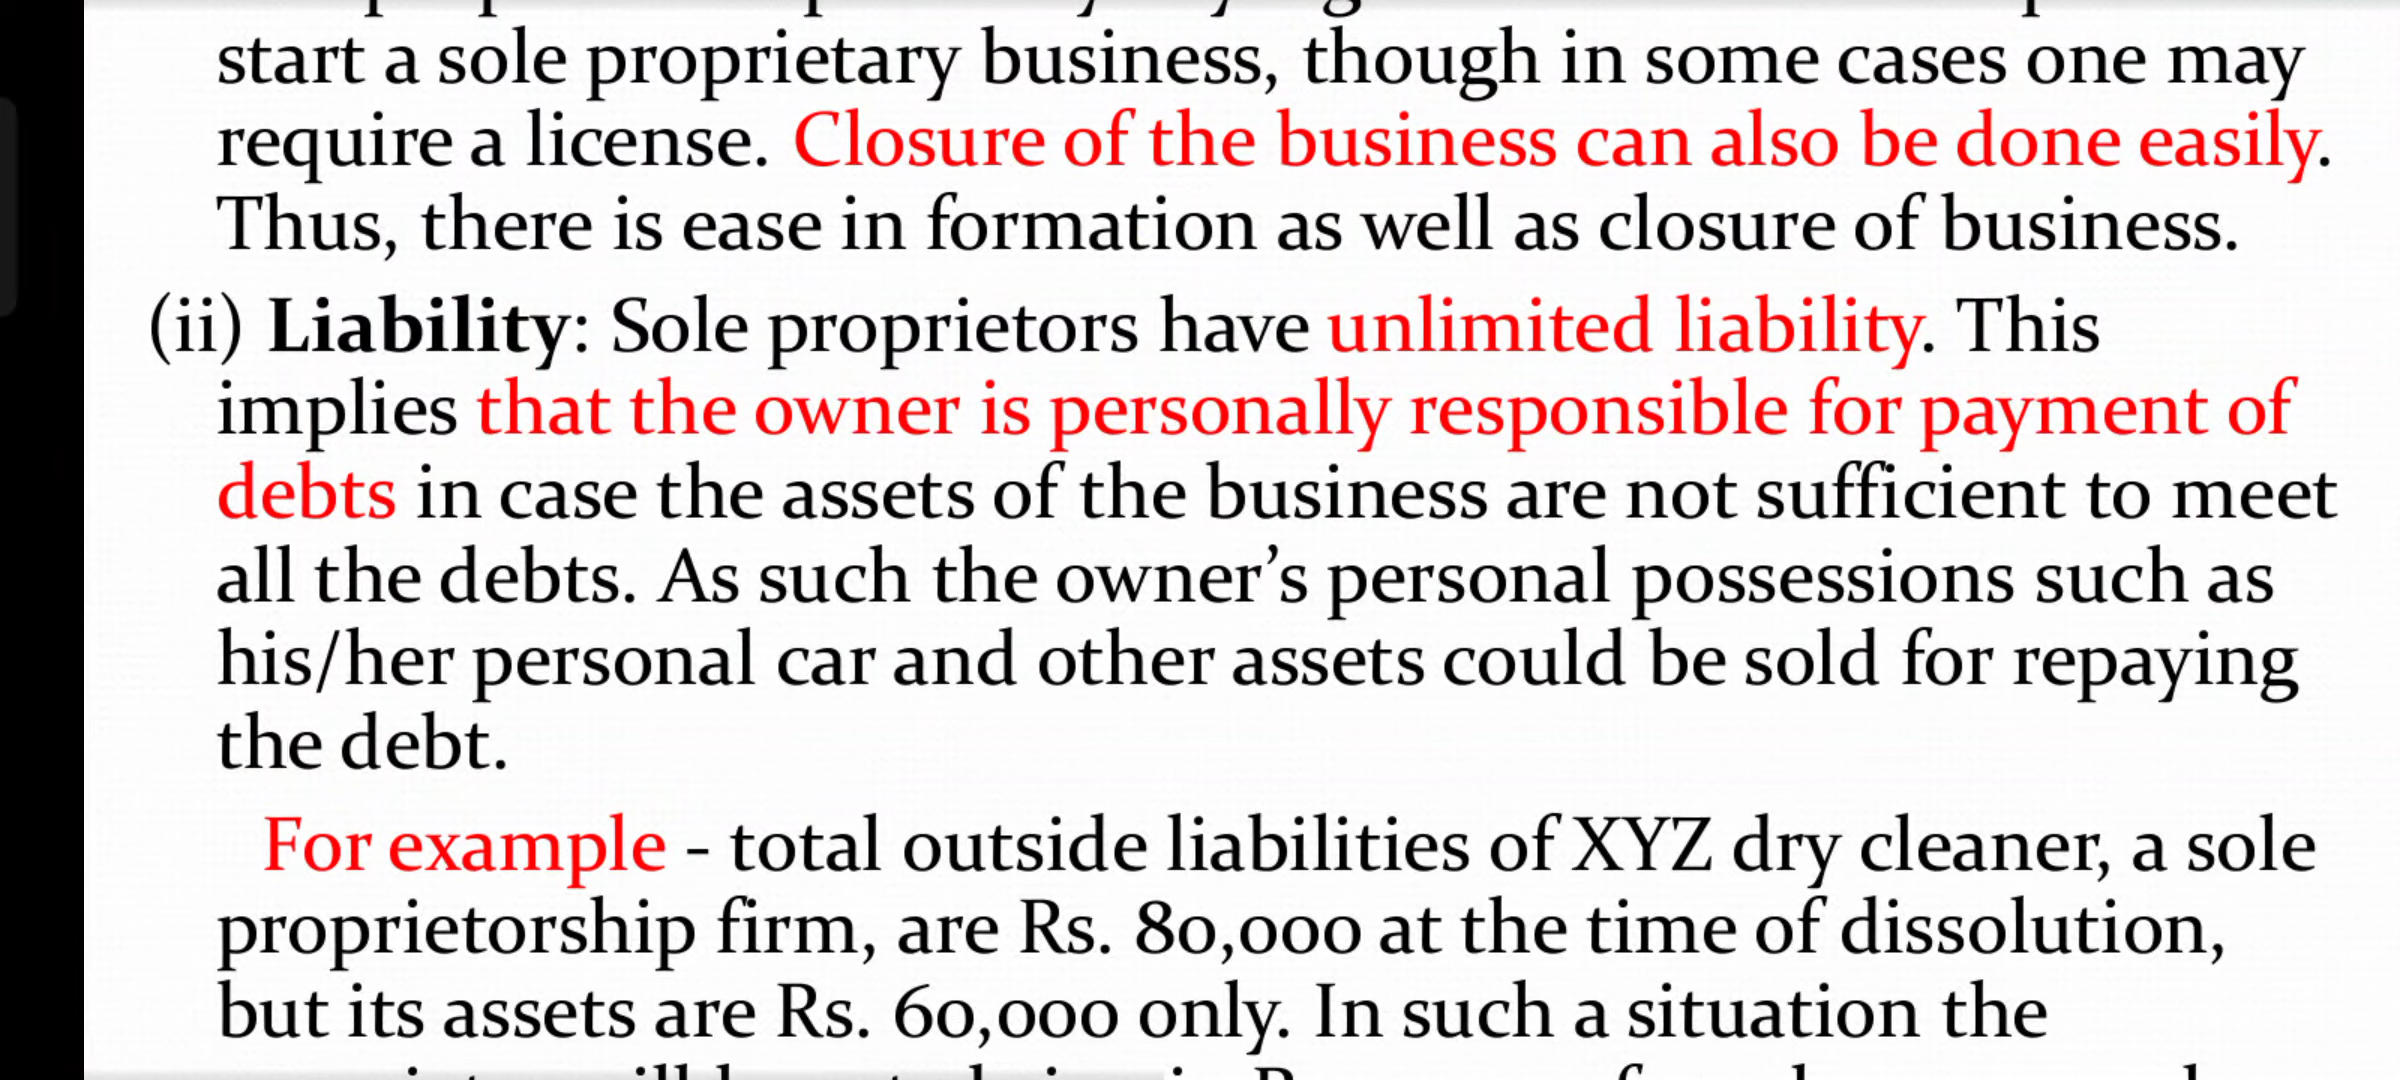 start a sole proprietary business, though in some cases one may
require a license. Closure of the business can also be done easily.
Thus, there is ease in formation as well as closure of business.
(ii) Liability: Sole proprietors have unlimited liability. This
implies that the owner is personally responsible for payment of
debts in case the assets of the business are not sufficient to meet
all the debts. As such the owner’s personal possessions such as
his/her personal car and other assets could be sold for repaying
the debt.
For example - total outside liabilities of XYZ dry cleaner, a sole
proprietorship firm, are Rs. 80,000 at the time of dissolution,
but its assets are Rs. 60,000 only. In such a situation the